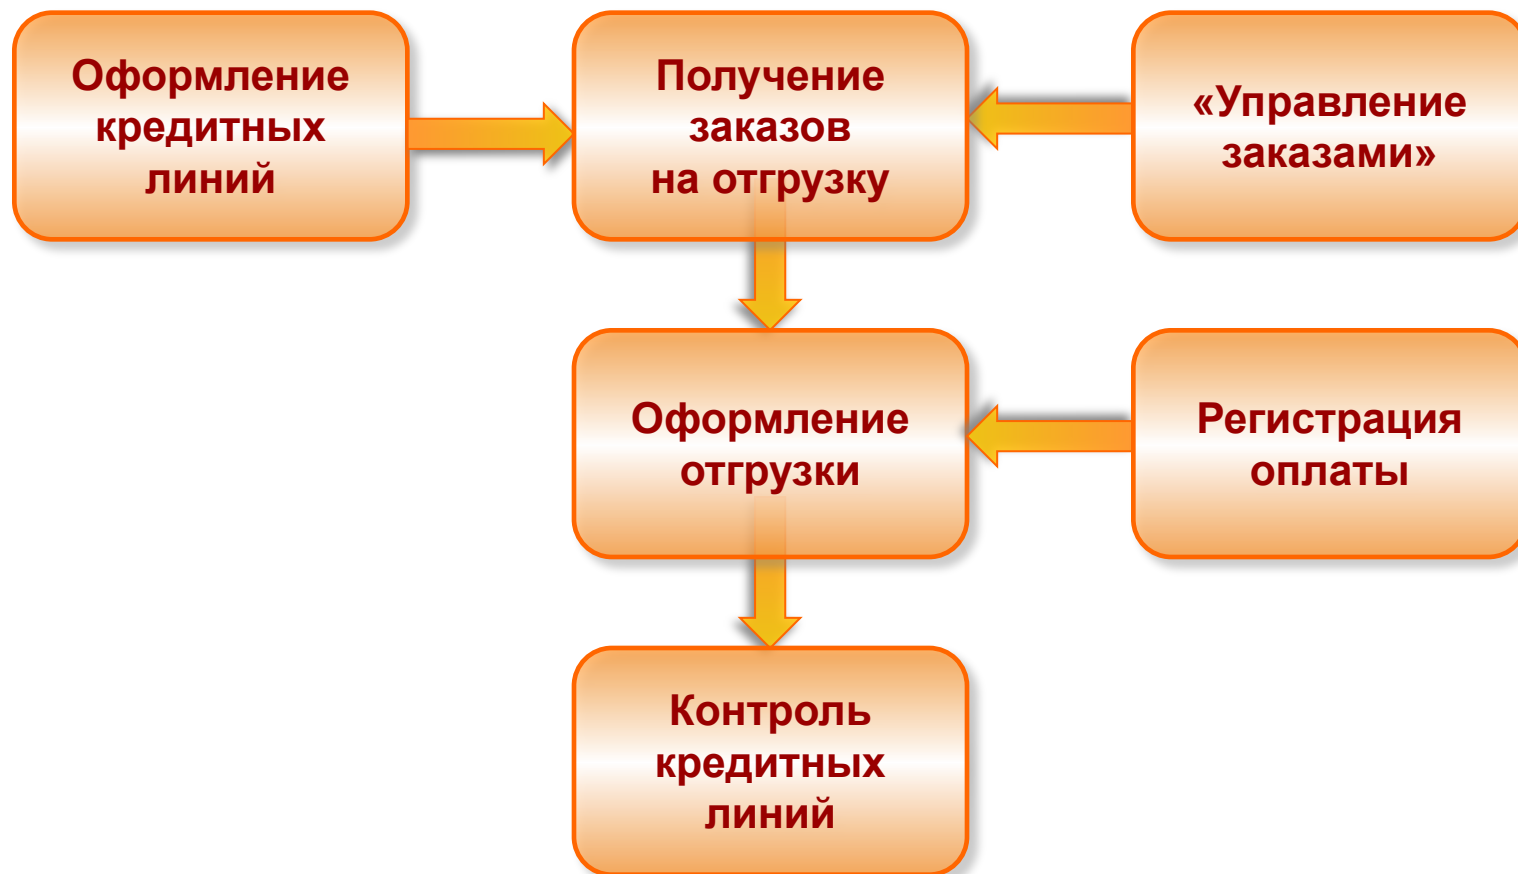 Оформление
кредитных
линий
Получение
заказов
на отгрузку
«Управление
заказами»
Оформление
отгрузки
Регистрация
оплаты
Контроль
кредитных
линий